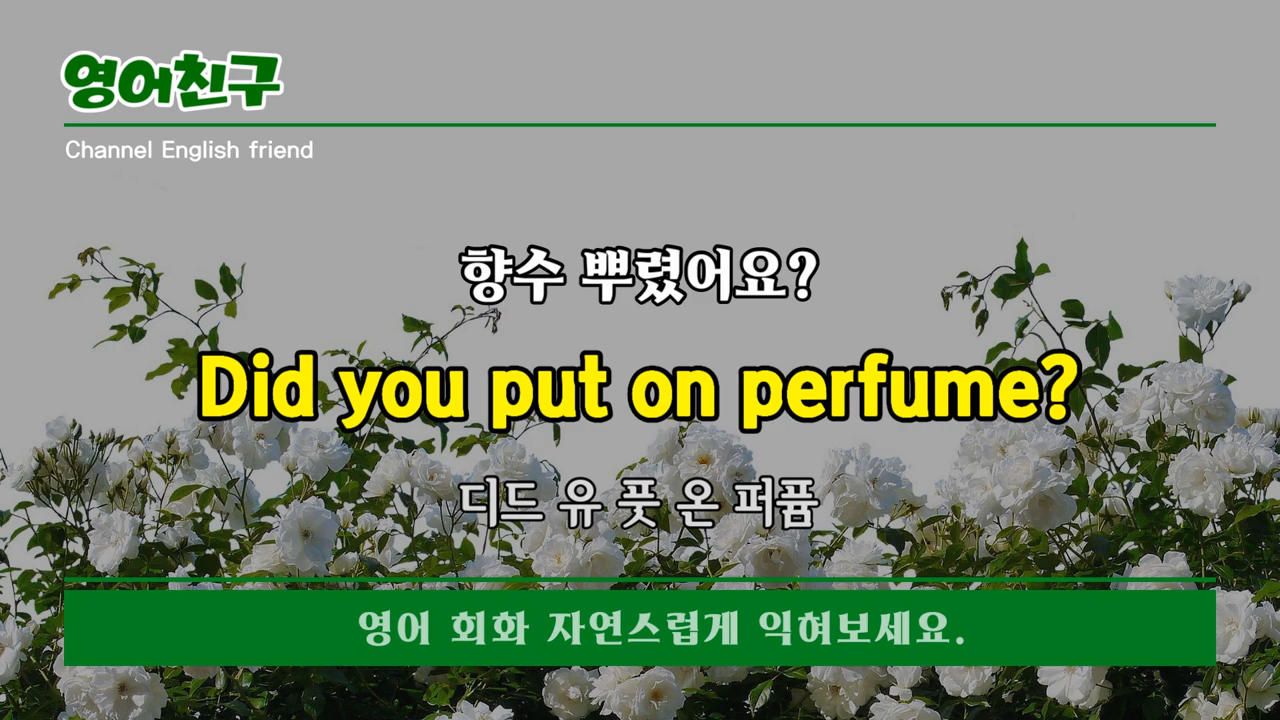 영어친구
Channel English friend
향수 뿌렸어요?
Did you put on perfume?
디드 유 풋 온 퍼퓸
영어 회화 자연스럽게 익혀보세요.